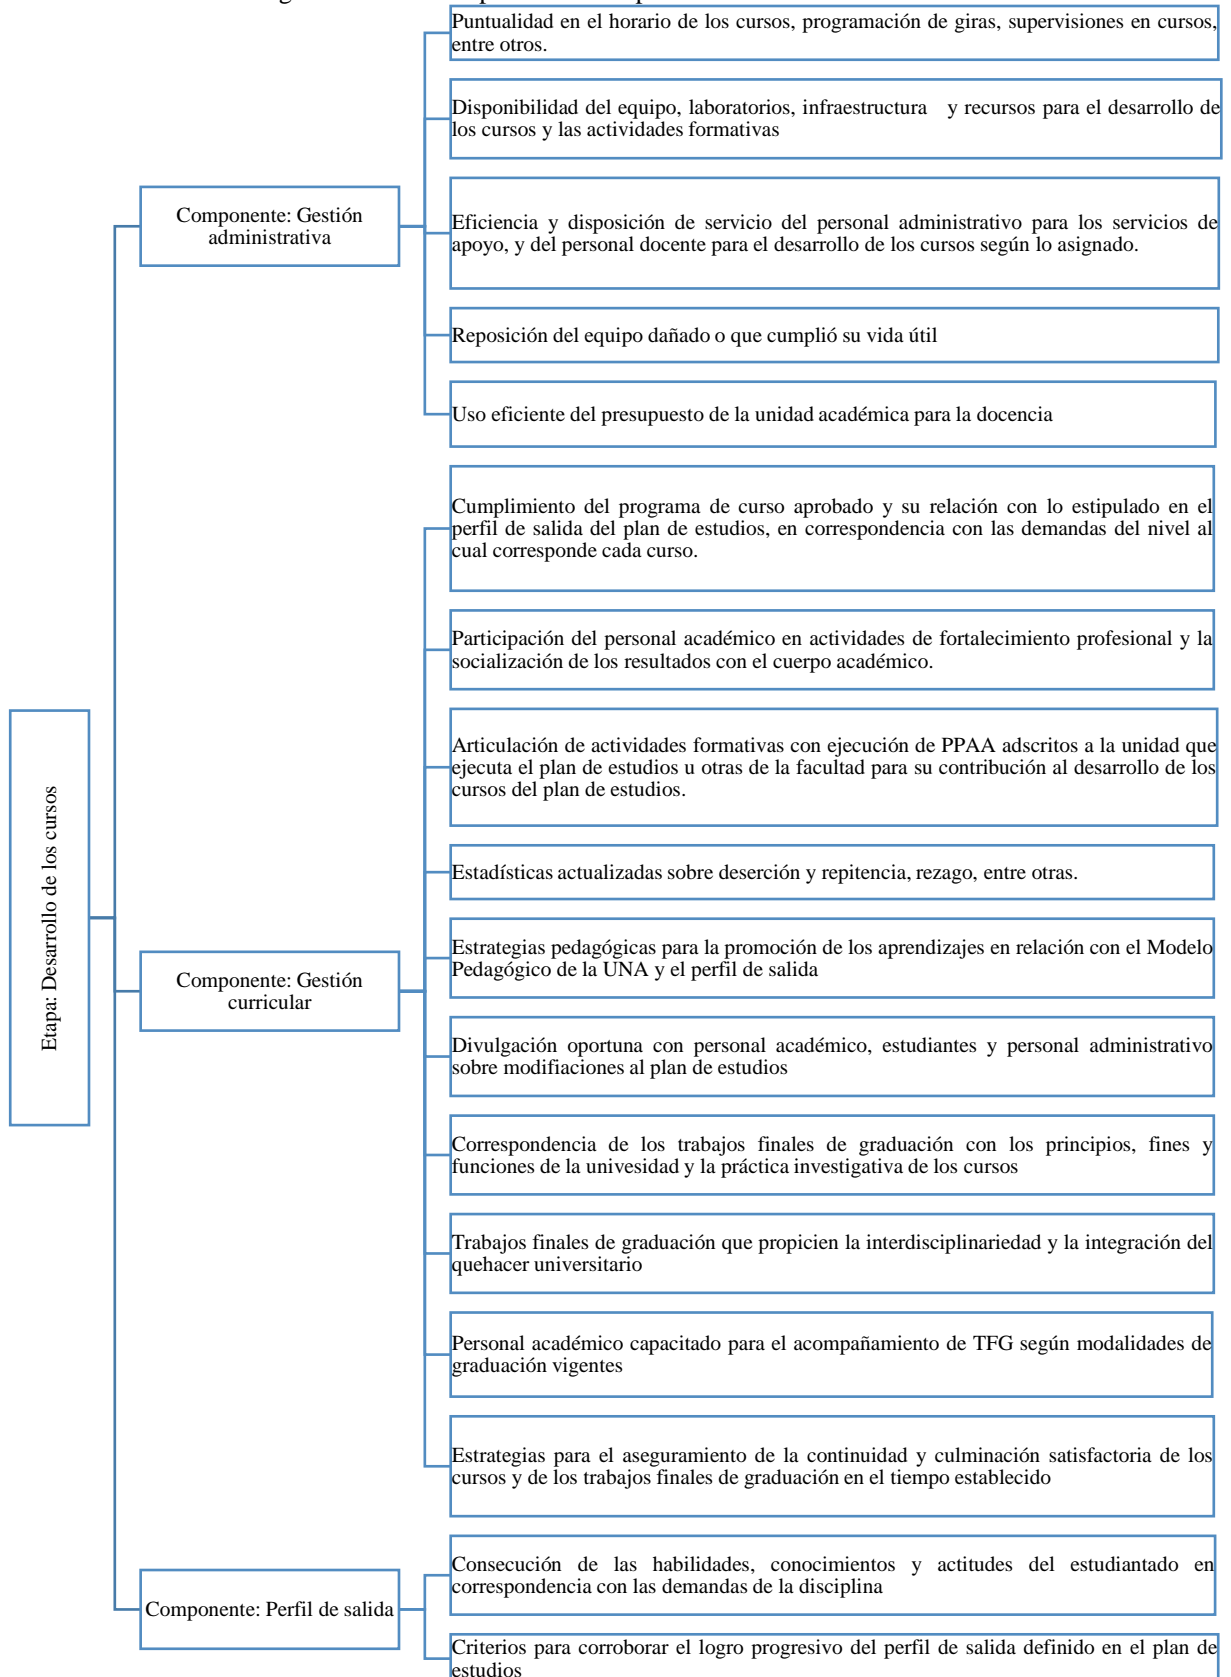 Puntualidad en el horario de los cursos, programación de giras, supervisiones en cursos,
entre otros.
Disponibilidad del equipo, laboratorios, infraestructura y recursos para el desarrollo de
los cursos y las actividades formativas
Componente: Gestión
administrativa
Eficiencia y disposición de servicio del personal administrativo para los servicios de
apoyo, y del personal docente para el desarrollo de los cursos según lo asignado.
Reposición del equipo dañado o que cumplió su vida útil
Uso eficiente del presupuesto de la unidad académica para la docencia
Cumplimiento del programa de curso aprobado y su relación con lo estipulado en el
perfil de salida del plan de estudios, en correspondencia con las demandas del nivel al
cual corresponde cada curso.
Participación del personal académico en actividades de fortalecimiento profesional y la
socialización de los resultados con el cuerpo académico.
Articulación de actividades formativas con ejecución de PPAA adscritos a la unidad que
ejecuta el plan de estudios u otras de la facultad para su contribución al desarrollo de los
cursos del plan de estudios.
Etapa: Desarrollo de los cursos
Estadísticas actualizadas sobre deserción y repitencia, rezago, entre otras.
Estrategias pedagógicas para la promoción de los aprendizajes en relación con el Modelo
Pedagógico de la UNA y el perfil de salida
Componente: Gestión
curricular
Divulgación oportuna con personal académico, estudiantes y personal administrativo
sobre modifiaciones al plan de estudios
Correspondencia de los trabajos finales de graduación con los principios, fines y
funciones de la univesidad y la práctica investigativa de los cursos
Trabajos finales de graduación que propicien la interdisciplinariedad y la integración del
quehacer universitario
Personal académico capacitado para el acompañamiento de TFG según modalidades de
graduación vigentes
Estrategias para el aseguramiento de la continuidad y culminación satisfactoria de los
cursos y de los trabajos finales de graduación en el tiempo establecido
Consecución de las habilidades, conocimientos y actitudes del estudiantado en
correspondencia con las demandas de la disciplina
Componente: Perfil de salida
Criterios para corroborar el logro progresivo del perfil de salida definido en el plan de
estudios